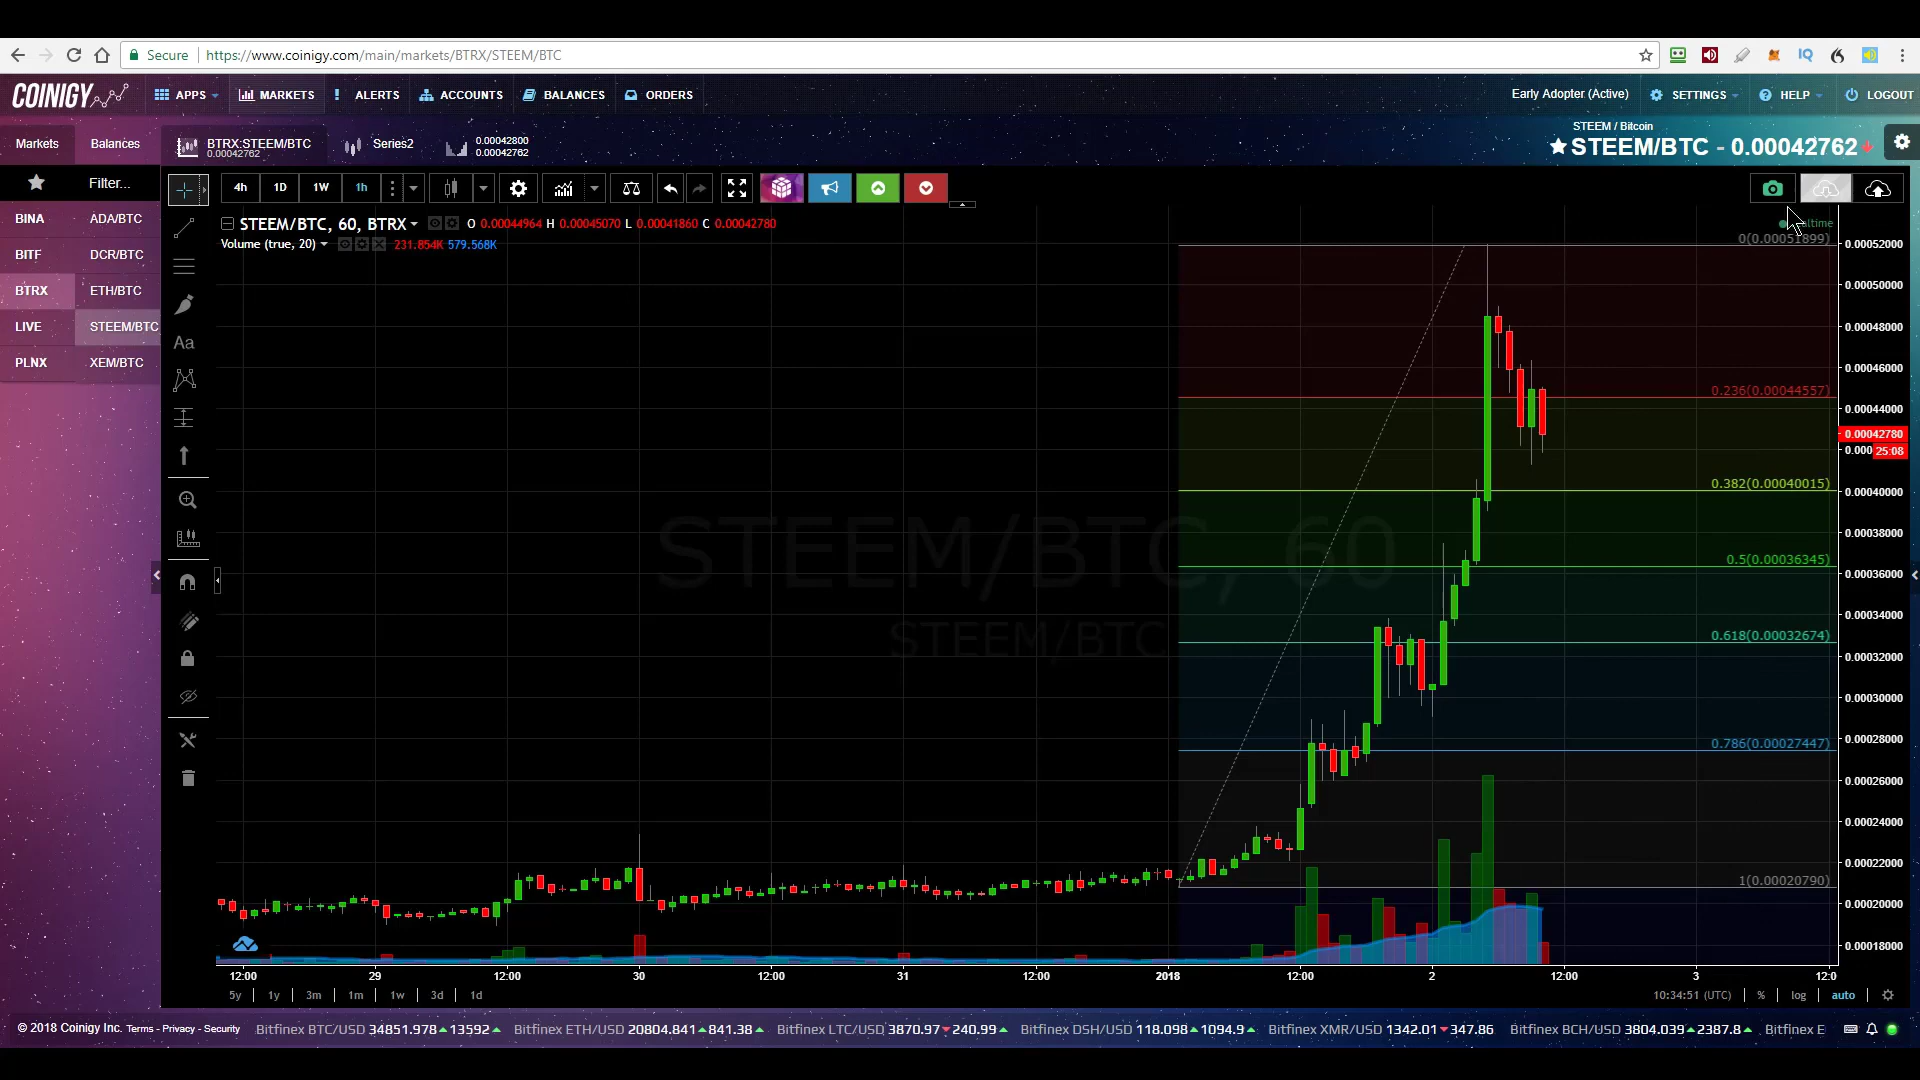 Secure https://www.coinigy.com/main/markets/BTRX/STEEM/BTC
COINIGY APPS MARKETS ALERTS ACCOUNTS BALANCES ORDERS Early Adopter (Active) SETTINGS HELP LOGOUT
Markets Balances BTRX:STEEM/BTC 0.00042762 Series2 0.00042800 0.00042762
STEEM / Bitcoin
STEEM/BTC - 0.00042762
Filter... 4h 1D 1W 1h
BINA ADA/BTC
BITF DCR/BTC
BTRX ETH/BTC
LIVE STEEM/BTC
PLNX XEM/BTC
Aa
STEEM/BTC, 60, BTRX O 0.00044964 H 0.00045070 L 0.00041860 C 0.00042780
Volume (true, 20) 231.854K 579.568K
STEEM/BTC, 60
STEEM/BTC
0(0.00051899)
0.236(0.00044557)
0.382(0.00040015)
0.5(0.00036345)
0.618(0.00032674)
0.786(0.00027447)
1(0.00020790)
0.00052000
0.00050000
0.00048000
0.00046000
0.00044000
0.00042780
25:08
0.00040000
0.00038000
0.00036000
0.00034000
0.00032000
0.00030000
0.00028000
0.00026000
0.00024000
0.00022000
0.00020000
0.00018000
12:00 29 12:00 30 12:00 31 12:00 2018 12:00 2 12:00 3 12:0
5y 1y 3m 1m 1w 3d 1d 10:34:51 (UTC) % log auto
© 2018 Coinigy Inc. Terms - Privacy - Security Bitfinex BTC/USD 34851.978 13592 Bitfinex ETH/USD 20804.841 841.38 Bitfinex LTC/USD 3870.97 240.99 Bitfinex DSH/USD 118.098 1094.9 Bitfinex XMR/USD 1342.01 347.86 Bitfinex BCH/USD 3804.039 2387.8 Bitfinex E